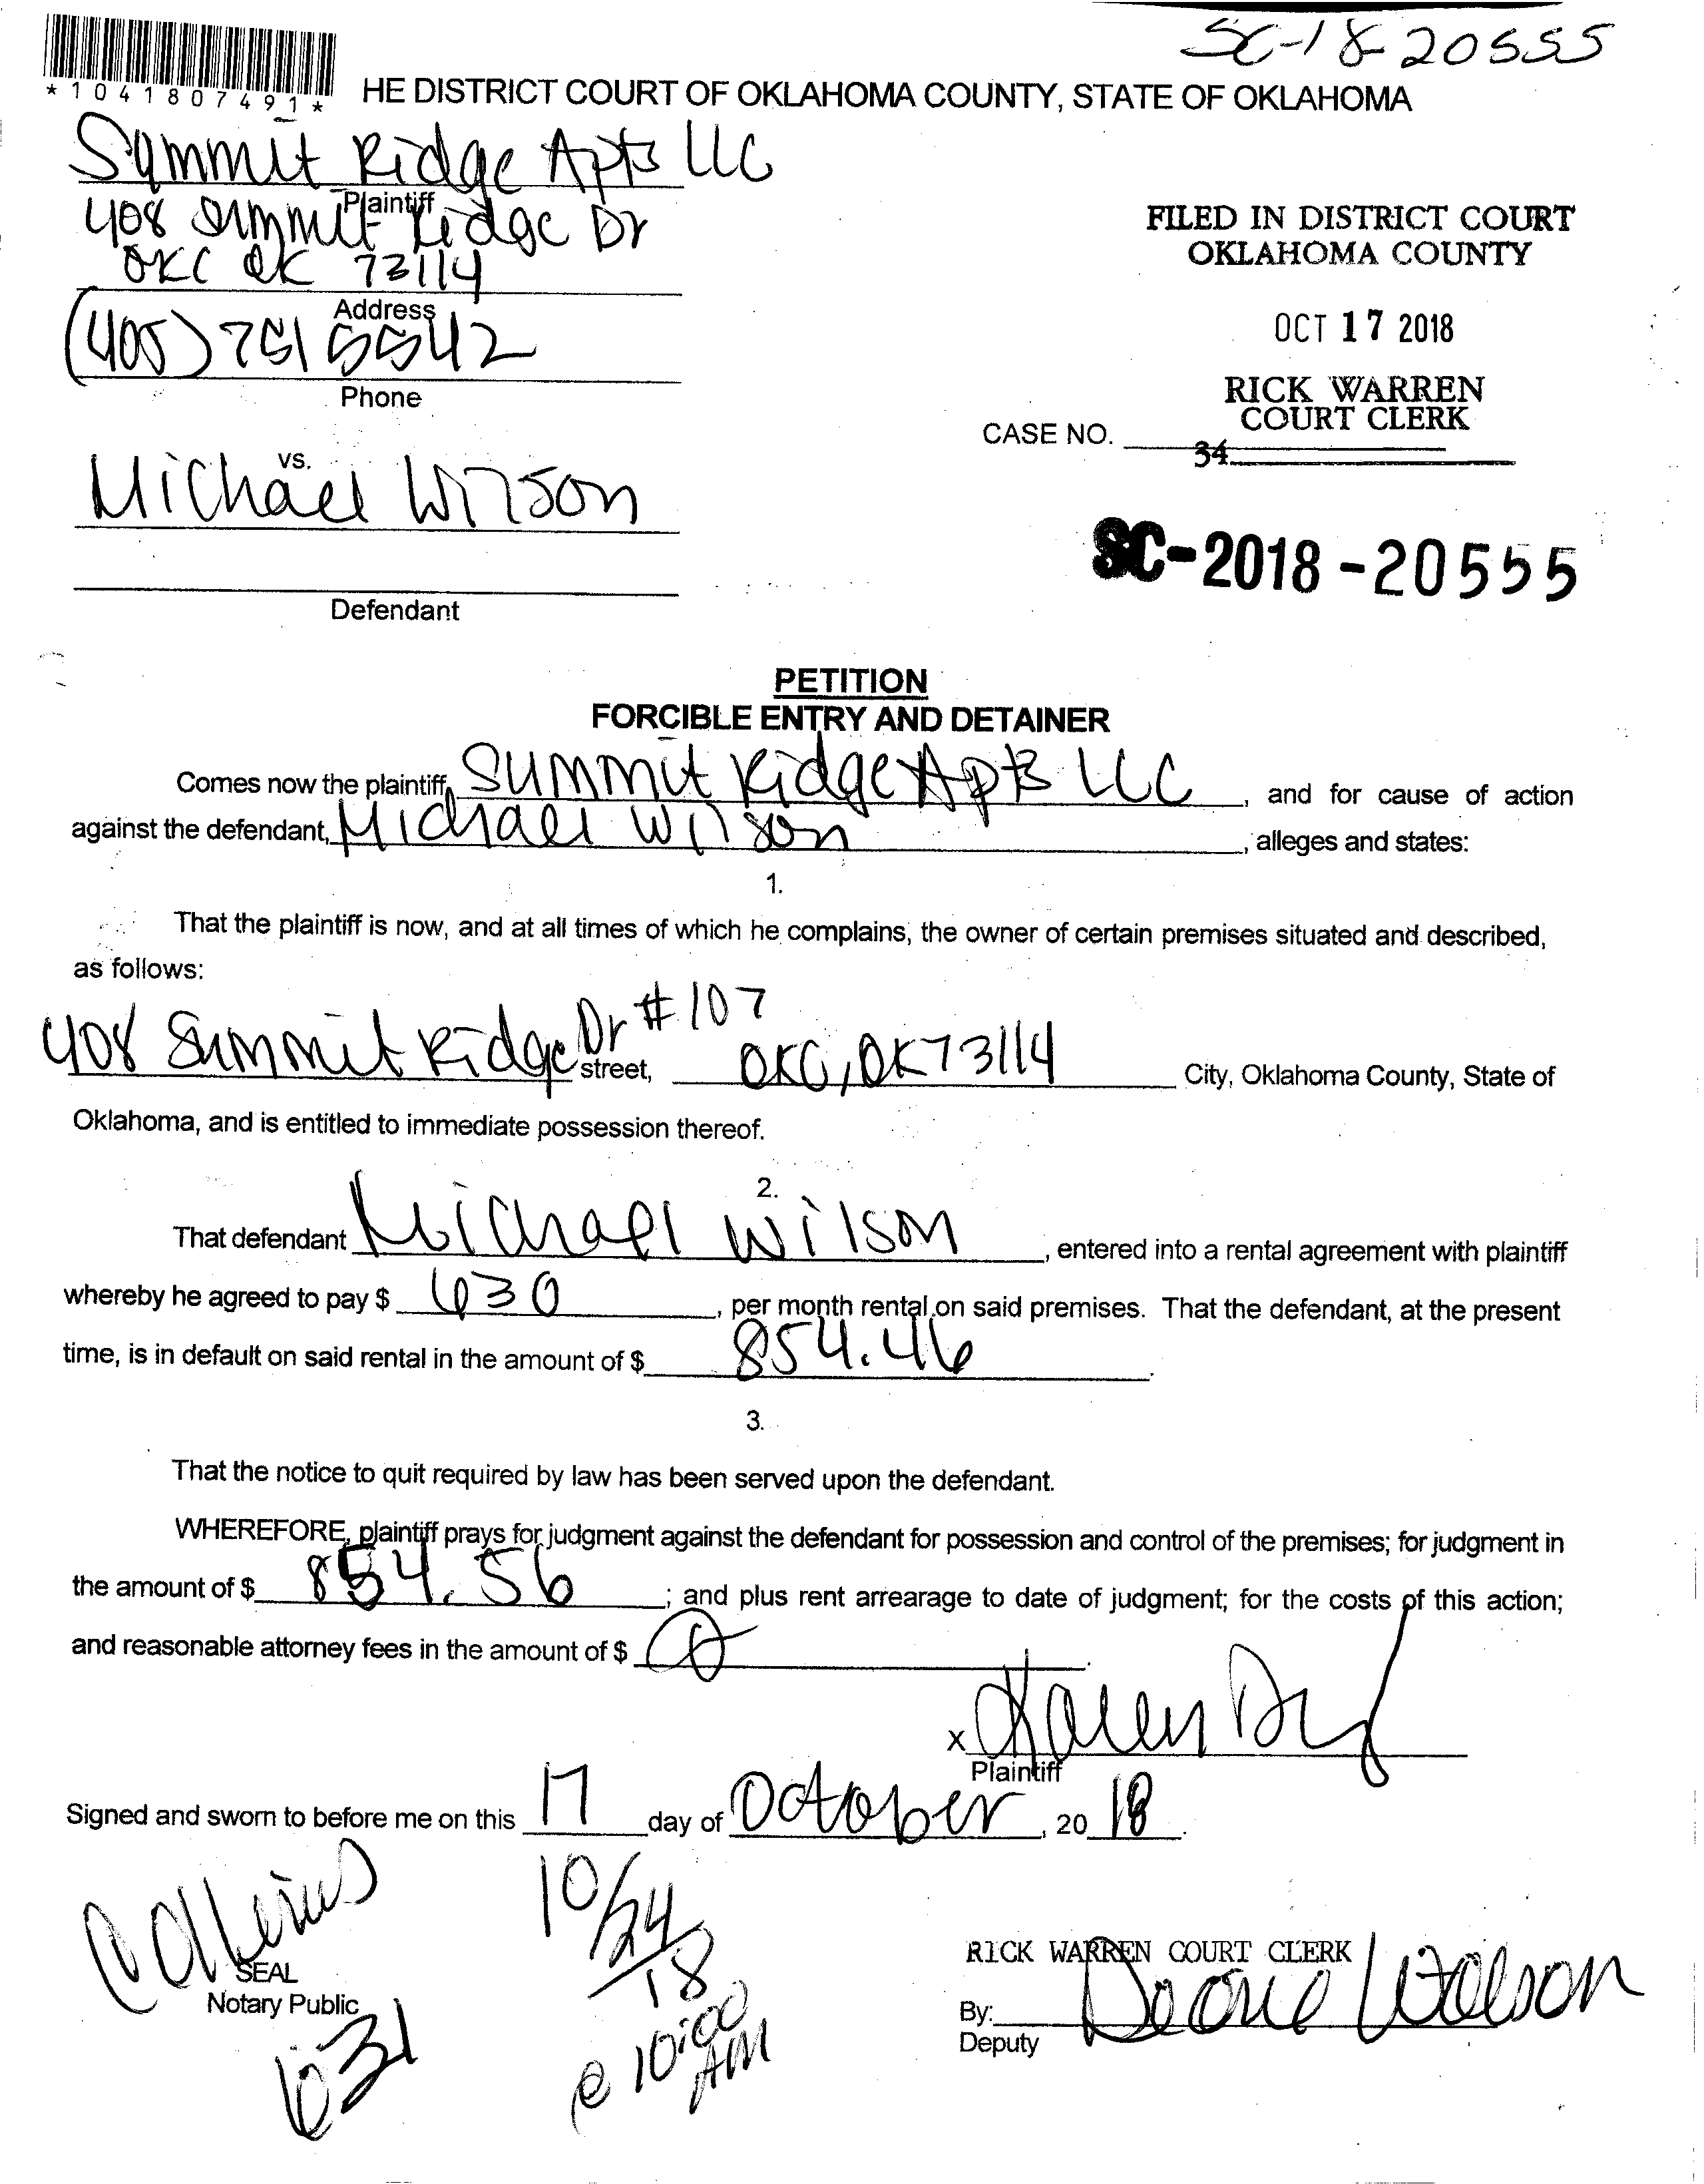 SC-18-20555
*1041807491*
HE DISTRICT COURT OF OKLAHOMA COUNTY, STATE OF OKLAHOMA
Summit Ridge Apts LLC
Plaintiff
408 Summit Ridge Dr
OKC OK 73114
Address
(405) 751 5542
Phone
FILED IN DISTRICT COURT
OKLAHOMA COUNTY
OCT 17 2018
RICK WARREN
COURT CLERK
CASE NO.
34
vs.
Michael Wilson
Defendant
SC-2018-20555
PETITION
FORCIBLE ENTRY AND DETAINER
Comes now the plaintiff, Summit Ridge Apts LLC, and for cause of action
against the defendant, Michael Wilson, alleges and states:
1.
That the plaintiff is now, and at all times of which he complains, the owner of certain premises situated and described,
as follows:
408 Summit Ridge Dr #107 street, OKC, OK 73114 City, Oklahoma County, State of
Oklahoma, and is entitled to immediate possession thereof.
2.
That defendant Michael Wilson, entered into a rental agreement with plaintiff
whereby he agreed to pay $ 630, per month rental on said premises. That the defendant, at the present
time, is in default on said rental in the amount of $ 854.46.
3.
That the notice to quit required by law has been served upon the defendant.
WHEREFORE, plaintiff prays for judgment against the defendant for possession and control of the premises; for judgment in
the amount of $ 854.56; and plus rent arrearage to date of judgment; for the costs of this action;
and reasonable attorney fees in the amount of $ 0.
x Karen
Plaintiff
Signed and sworn to before me on this 17 day of October, 20 18.
Collins
SEAL
Notary Public
631
10/24
18
@ 10:00
AM
RICK WARREN COURT CLERK
By: Watson
Deputy